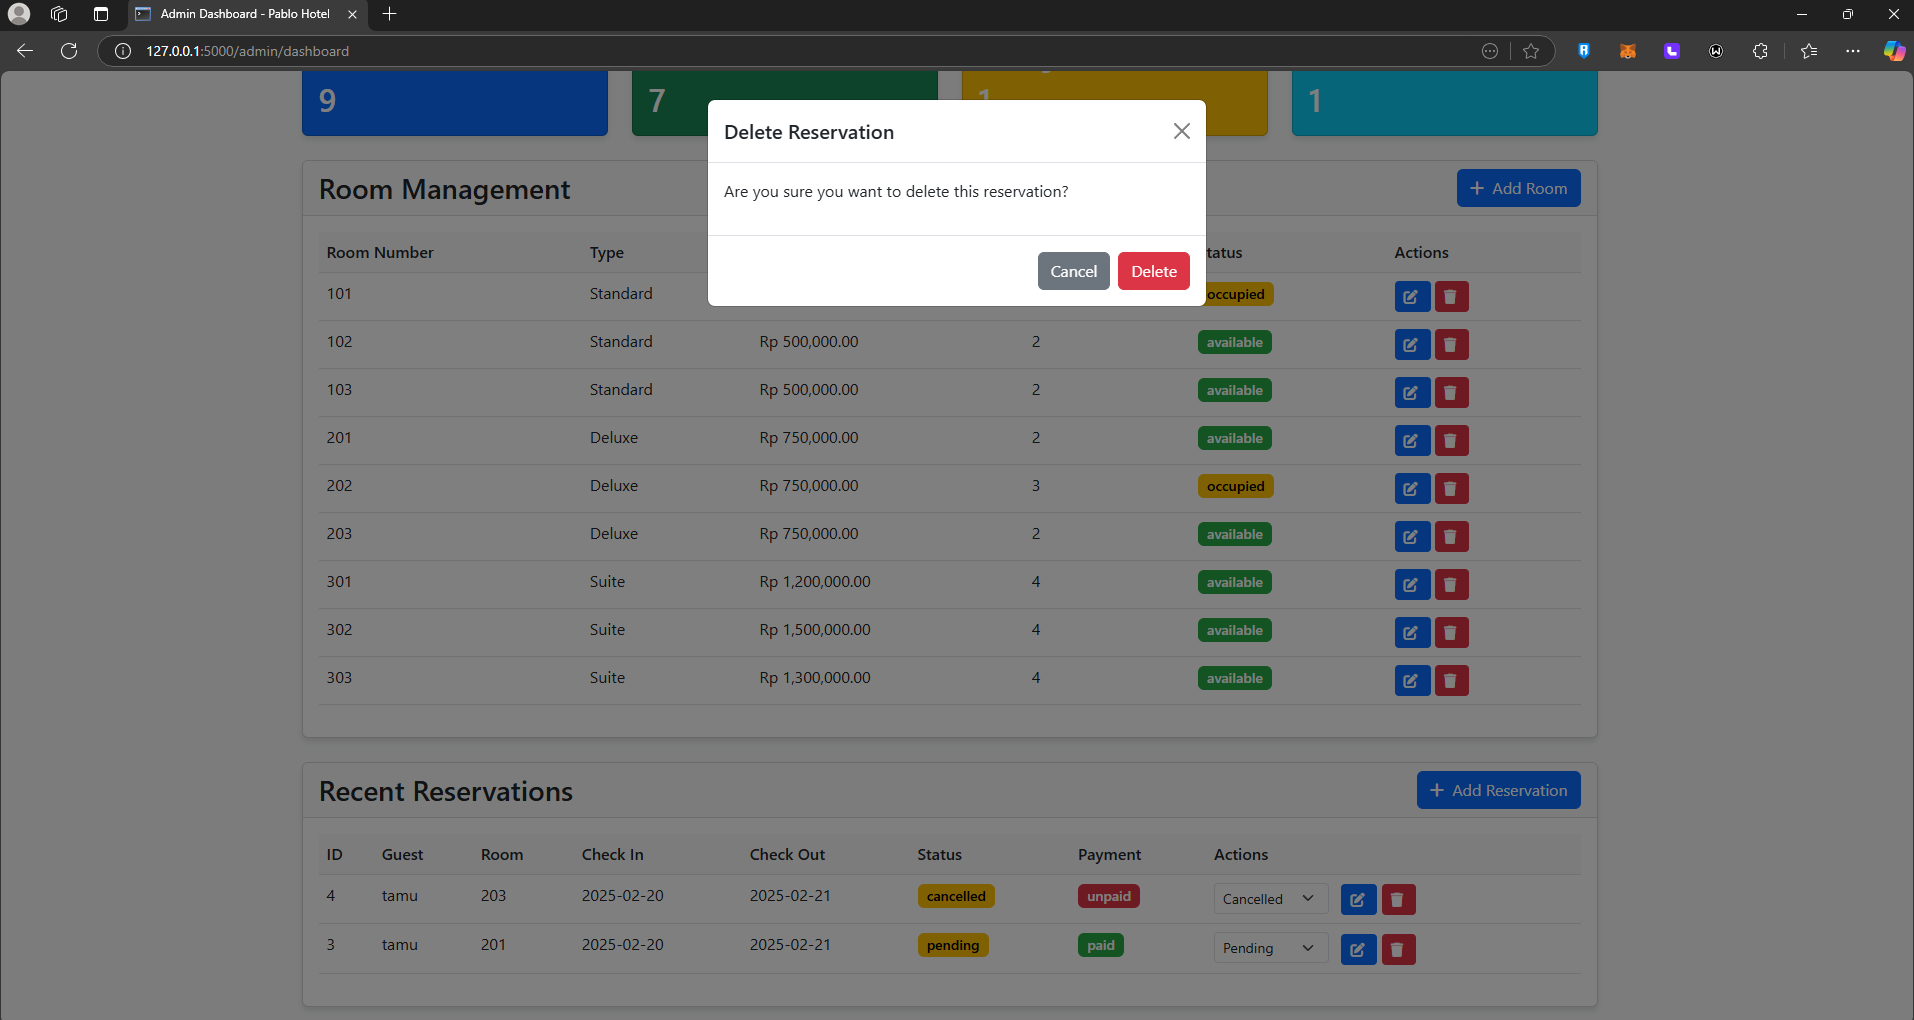 Admin Dashboard - Pablo Hotel
127.0.0.1:5000/admin/dashboard
9 7 1 1
Delete Reservation
Are you sure you want to delete this reservation?
Cancel Delete
Room Management + Add Room
Room Number Type tatus Actions
101 Standard occupied
102 Standard Rp 500,000.00 2 available
103 Standard Rp 500,000.00 2 available
201 Deluxe Rp 750,000.00 2 available
202 Deluxe Rp 750,000.00 3 occupied
203 Deluxe Rp 750,000.00 2 available
301 Suite Rp 1,200,000.00 4 available
302 Suite Rp 1,500,000.00 4 available
303 Suite Rp 1,300,000.00 4 available
Recent Reservations + Add Reservation
ID Guest Room Check In Check Out Status Payment Actions
4 tamu 203 2025-02-20 2025-02-21 cancelled unpaid Cancelled
3 tamu 201 2025-02-20 2025-02-21 pending paid Pending